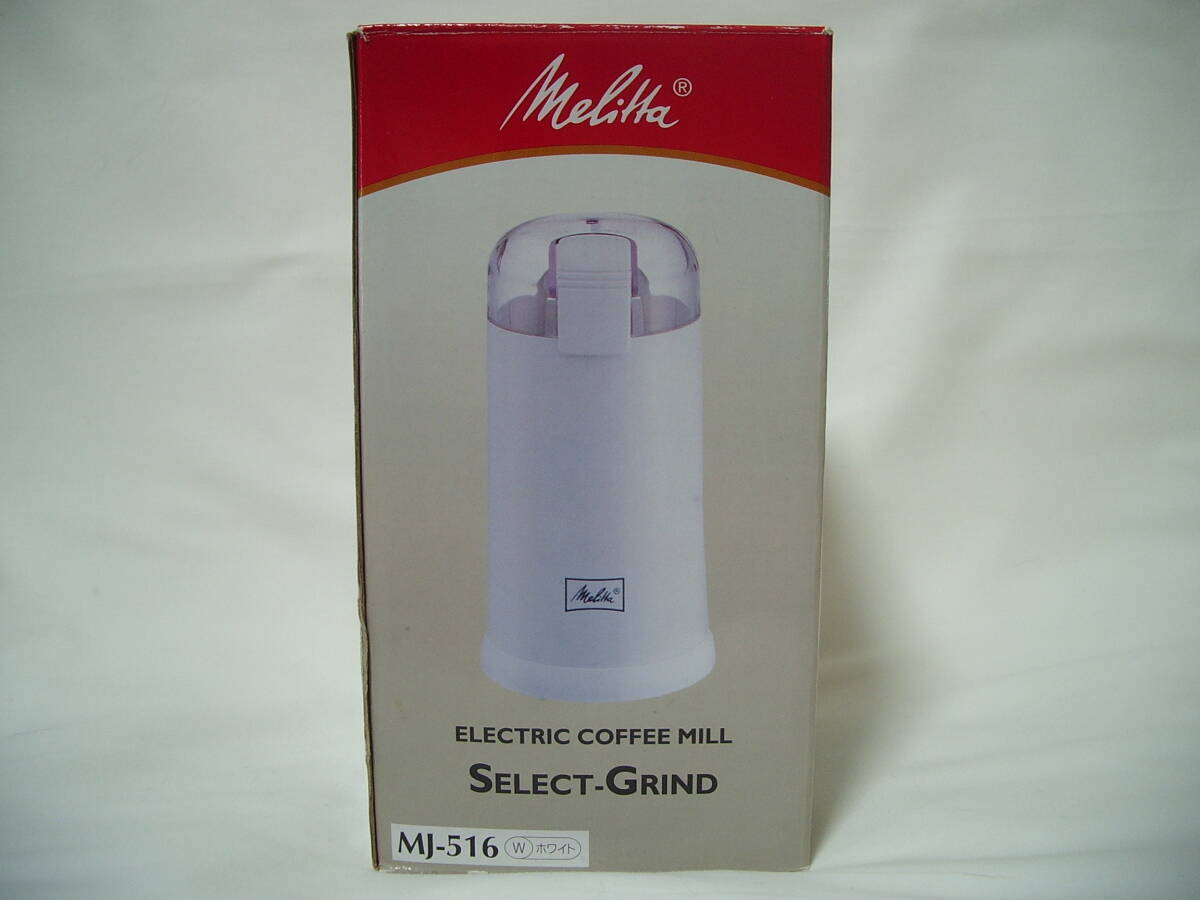 Melitta®
Melitta®
ELECTRIC COFFEE MILL
SELECT-GRIND
MJ-516 W ホワイト